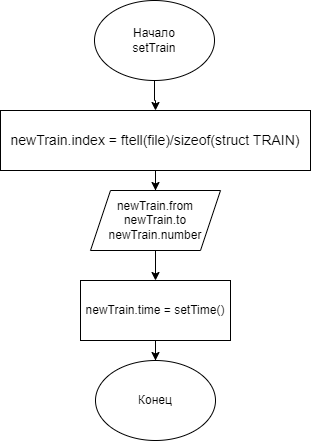 Начало
setTrain
newTrain.index = ftell(file)/sizeof(struct TRAIN)
newTrain.from
newTrain.to
newTrain.number
newTrain.time = setTime()
Конец